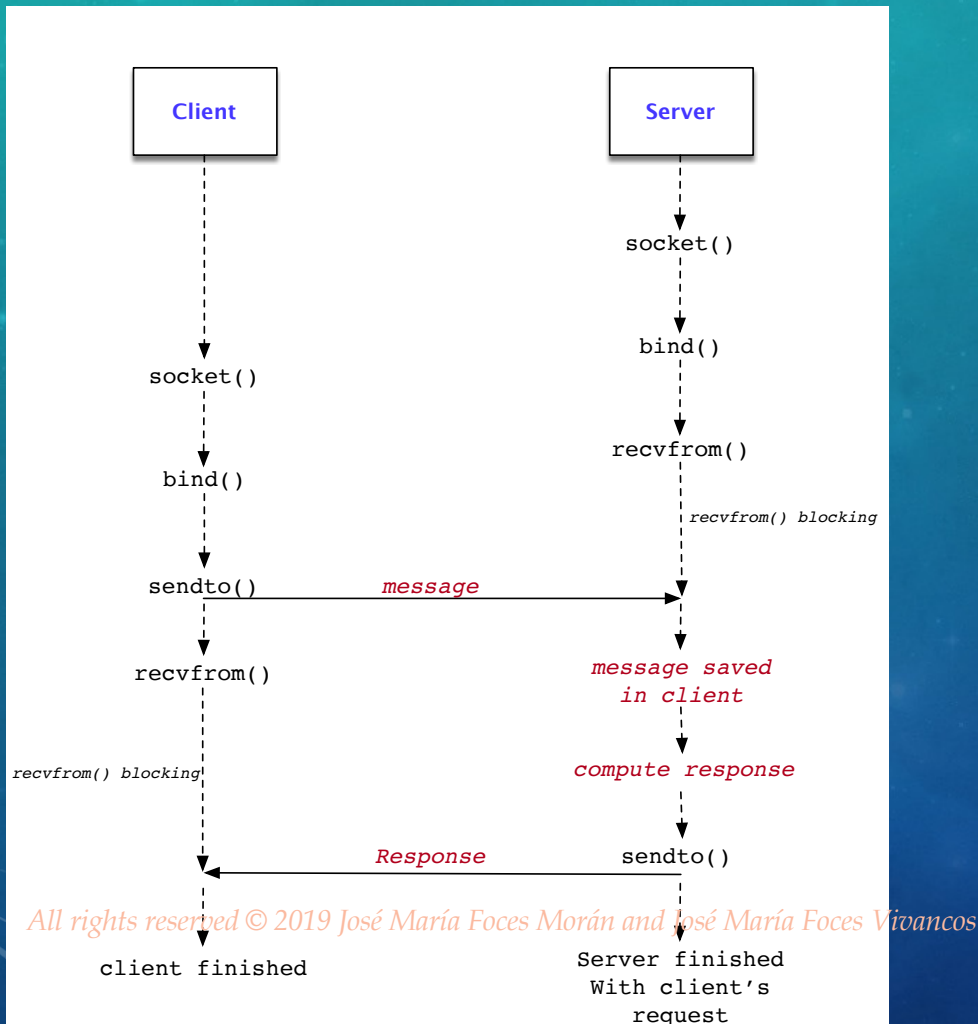 Client
Server
socket()
bind()
socket()
recvfrom()
bind()
recvfrom() blocking
sendto()
message
recvfrom()
message saved
in client
recvfrom() blocking
compute response
Response
sendto()
All rights reserved © 2019 José María Foces Morán and José María Foces Vivancos
client finished
Server finished
With client's
request